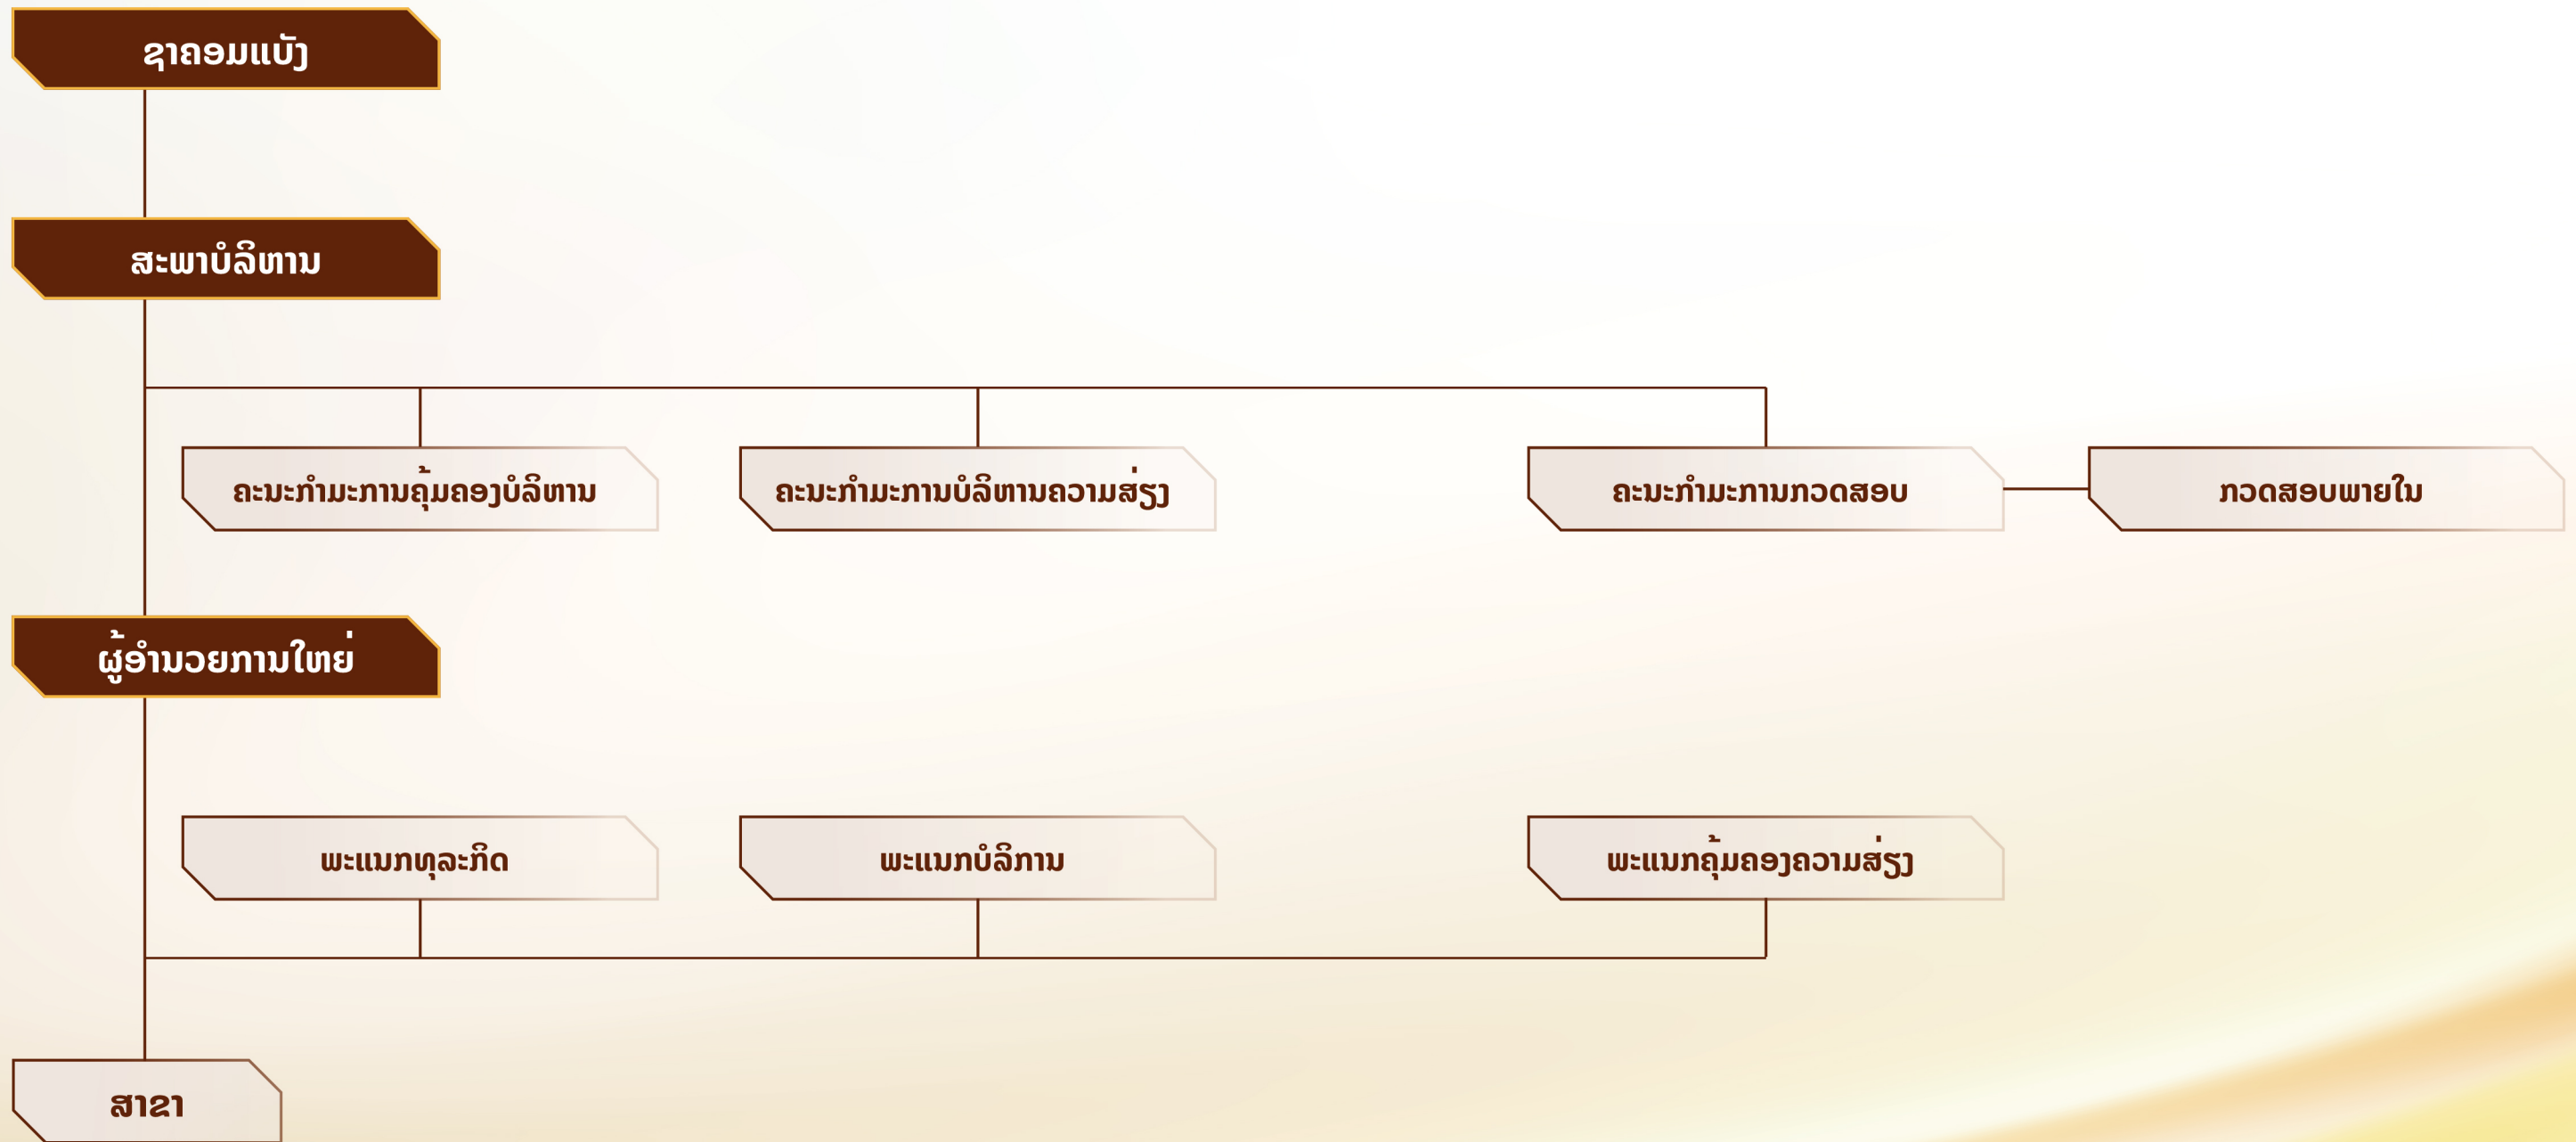 ຊາຄອມແບັງ
ສະພາບໍລິຫານ
ຄະນະກຳມະການຄຸ້ມຄອງບໍລິຫານ
ຄະນະກຳມະການບໍລິຫານຄວາມສ່ຽງ
ຄະນະກຳມະການກວດສອບ
ກວດສອບພາຍໃນ
ຜູ້ອຳນວຍການໃຫຍ່
ພະແນກທຸລະກິດ
ພະແນກບໍລິການ
ພະແນກຄຸ້ມຄອງຄວາມສ່ຽງ
ສາຂາ